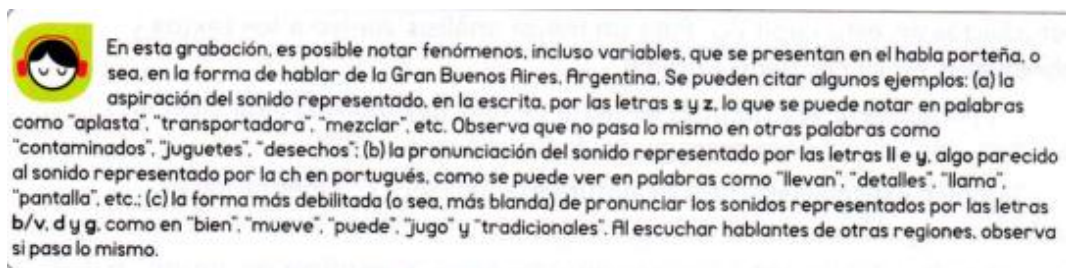 En esta grabación, es posible notar fenómenos, incluso variables, que se presentan en el habla porteña, o
sea, en la forma de hablar de la Gran Buenos Aires, Argentina. Se pueden citar algunos ejemplos: (a) la
aspiración del sonido representado, en la escrita, por las letras s y z, lo que se puede notar en palabras
como "aplasta", "transportadora", "mezclar", etc. Observa que no pasa lo mismo en otras palabras como
"contaminados", "juguetes", "desechos"; (b) la pronunciación del sonido representado por las letras ll e y, algo parecido
al sonido representado por la ch en portugués, como se puede ver en palabras como "llevan", "detalles", "llama",
"pantalla", etc.; (c) la forma más debilitada (o sea, más blanda) de pronunciar los sonidos representados por las letras
b/v, d y g, como en "bien", "mueve", "puede", "jugo" y "tradicionales". Al escuchar hablantes de otras regiones, observa
si pasa lo mismo.